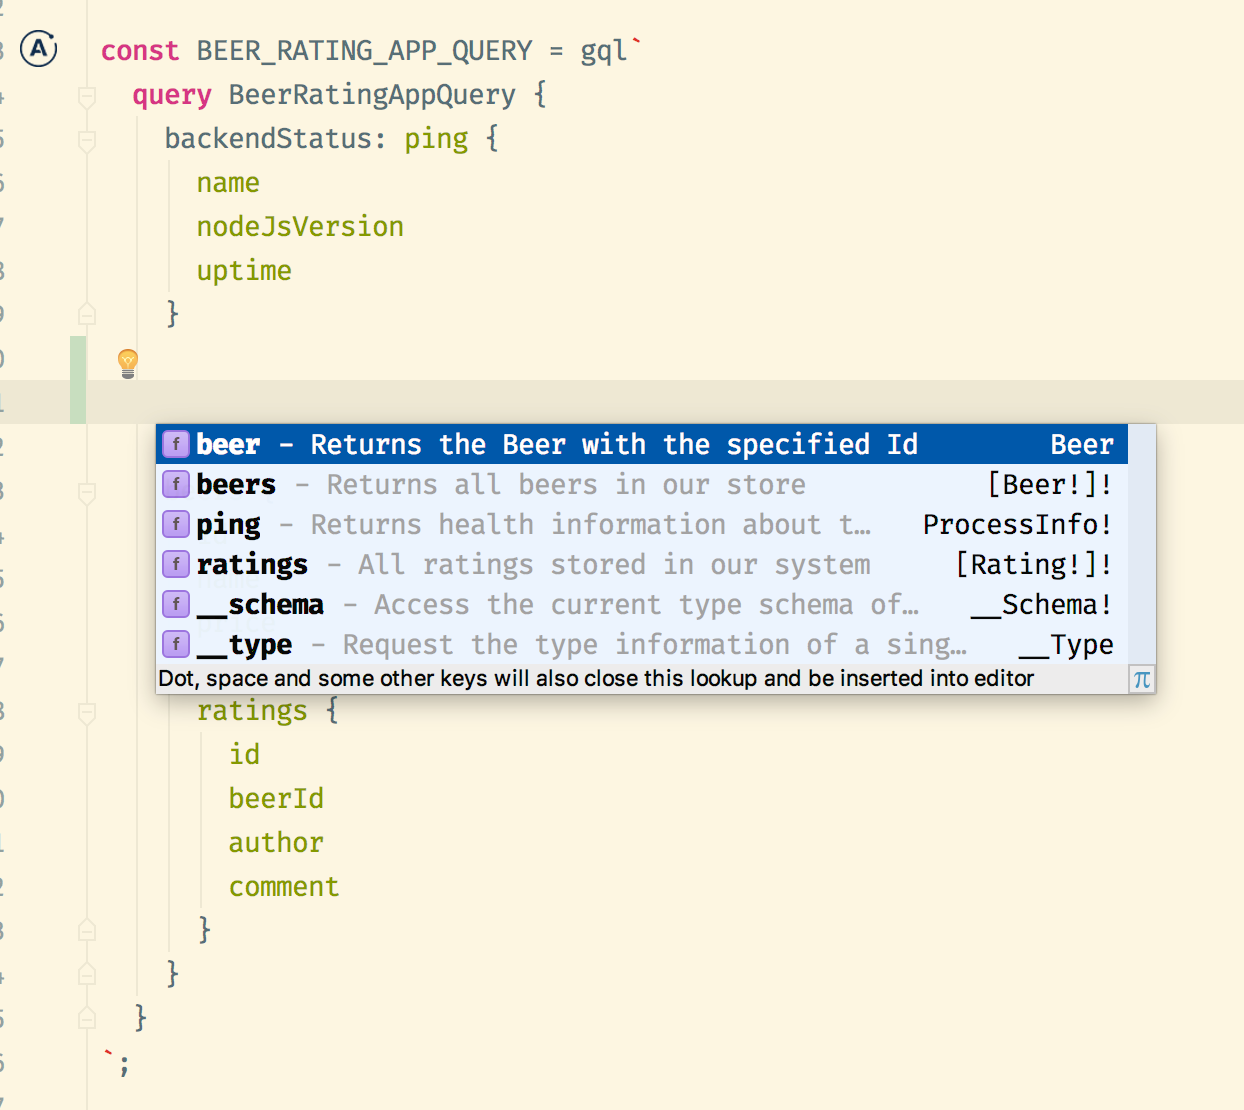 const BEER_RATING_APP_QUERY = gql`
query BeerRatingAppQuery {
backendStatus: ping {
name
nodeJsVersion
uptime
}
beer – Returns the Beer with the specified Id Beer
beers – Returns all beers in our store [Beer!]!
ping – Returns health information about t… ProcessInfo!
ratings – All ratings stored in our system [Rating!]!
__schema – Access the current type schema of… __Schema!
__type – Request the type information of a sing… __Type
Dot, space and some other keys will also close this lookup and be inserted into editor π
ratings {
id
beerId
author
comment
}
}
}
`;